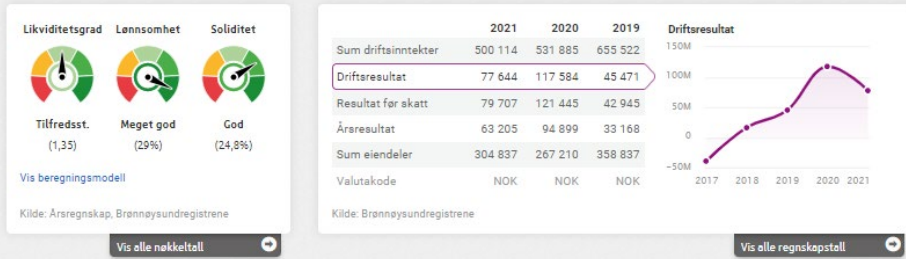 Likviditetsgrad Lønnsomhet Soliditet
Tilfredsst. Meget god God
(1,35) (29%) (24,8%)
Vis beregningsmodell
Kilde: Årsregnskap, Brønnøysundregistrene
Vis alle nøkkeltall
2021 2020 2019
Sum driftsinntekter 500 114 531 885 655 522
Driftsresultat 77 644 117 584 45 471
Resultat før skatt 79 707 121 445 42 945
Årsresultat 63 205 94 899 33 168
Sum eiendeler 304 837 267 210 358 837
Valutakode NOK NOK NOK
Kilde: Brønnøysundregistrene
Driftsresultat
150M
100M
50M
0
-50M
2017 2018 2019 2020 2021
Vis alle regnskapstall